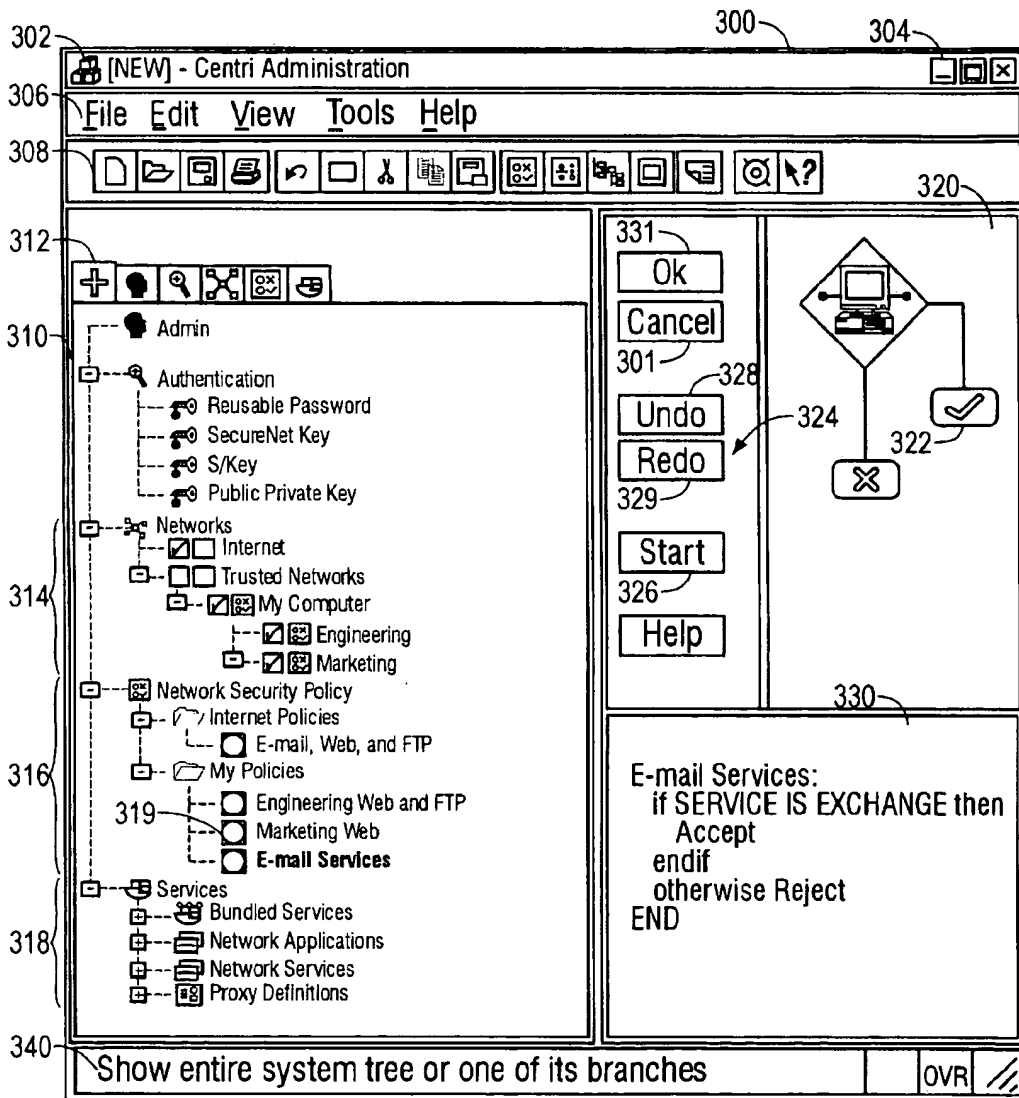 300
302
304
[NEW] - Centri Administration
306
File Edit View Tools Help
308
?
320
312
331
Ok
310
Admin
Cancel
301
Authentication
328
Reusable Password
Undo
324
322
SecureNet Key
Redo
S/Key
329
Public Private Key
Networks
Internet
Start
314
Trusted Networks
326
My Computer
Engineering
Help
Marketing
Network Security Policy
330
Internet Policies
E-mail, Web, and FTP
316
My Policies
Engineering Web and FTP
319
Marketing Web
E-mail Services
E-mail Services:
if SERVICE IS EXCHANGE then
Accept
endif
otherwise Reject
END
Services
318
Bundled Services
Network Applications
Network Services
Proxy Definitions
340
Show entire system tree or one of its branches
OVR